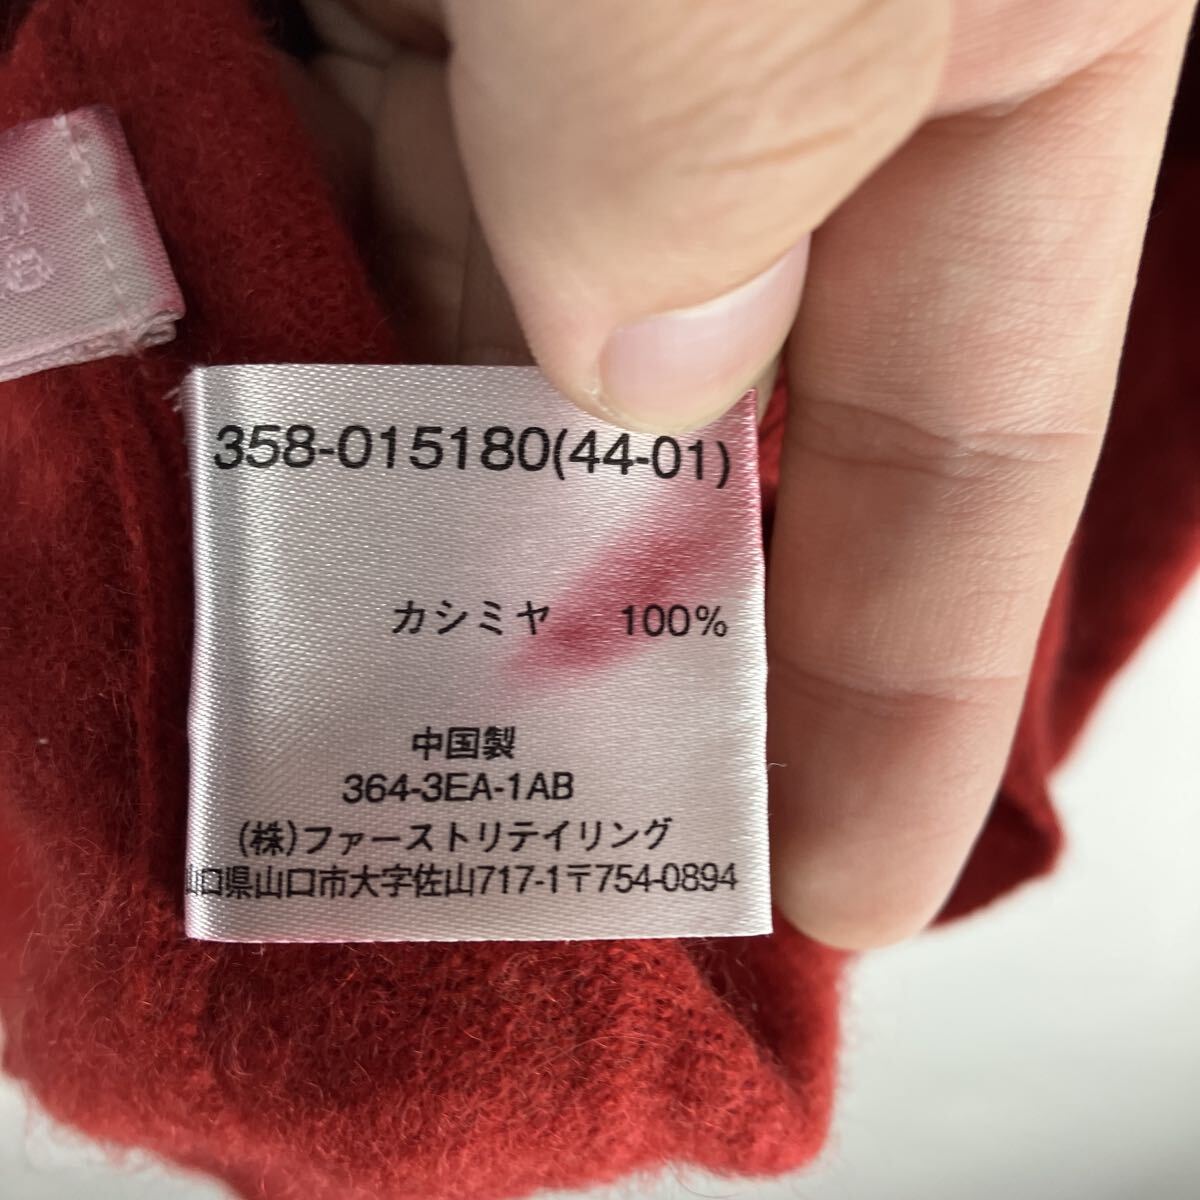 358-015180(44-01)
カシミヤ 100%
中国製
364-3EA-1AB
(株)ファーストリテイリング
山口県山口市大字佐山717-1〒754-0894